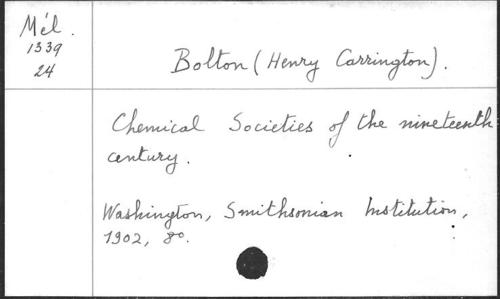 Mél.
1339
24
Bolton (Henry Carrington).
Chemical Societies of the nineteenth
century.
Washington, Smithsonian Institution,
1902, 8º.